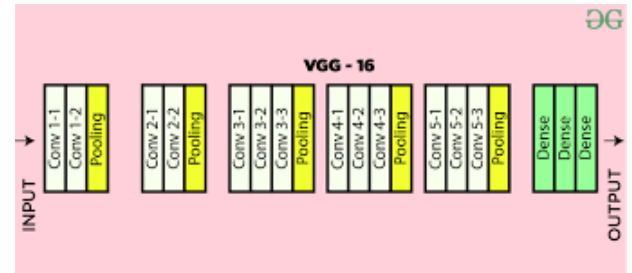 VGG - 16
INPUT
Conv 1-1
Conv 1-2
Pooling
Conv 2-1
Conv 2-2
Pooling
Conv 3-1
Conv 3-2
Conv 3-3
Pooling
Conv 4-1
Conv 4-2
Conv 4-3
Pooling
Conv 5-1
Conv 5-2
Conv 5-3
Pooling
Dense
Dense
Dense
OUTPUT